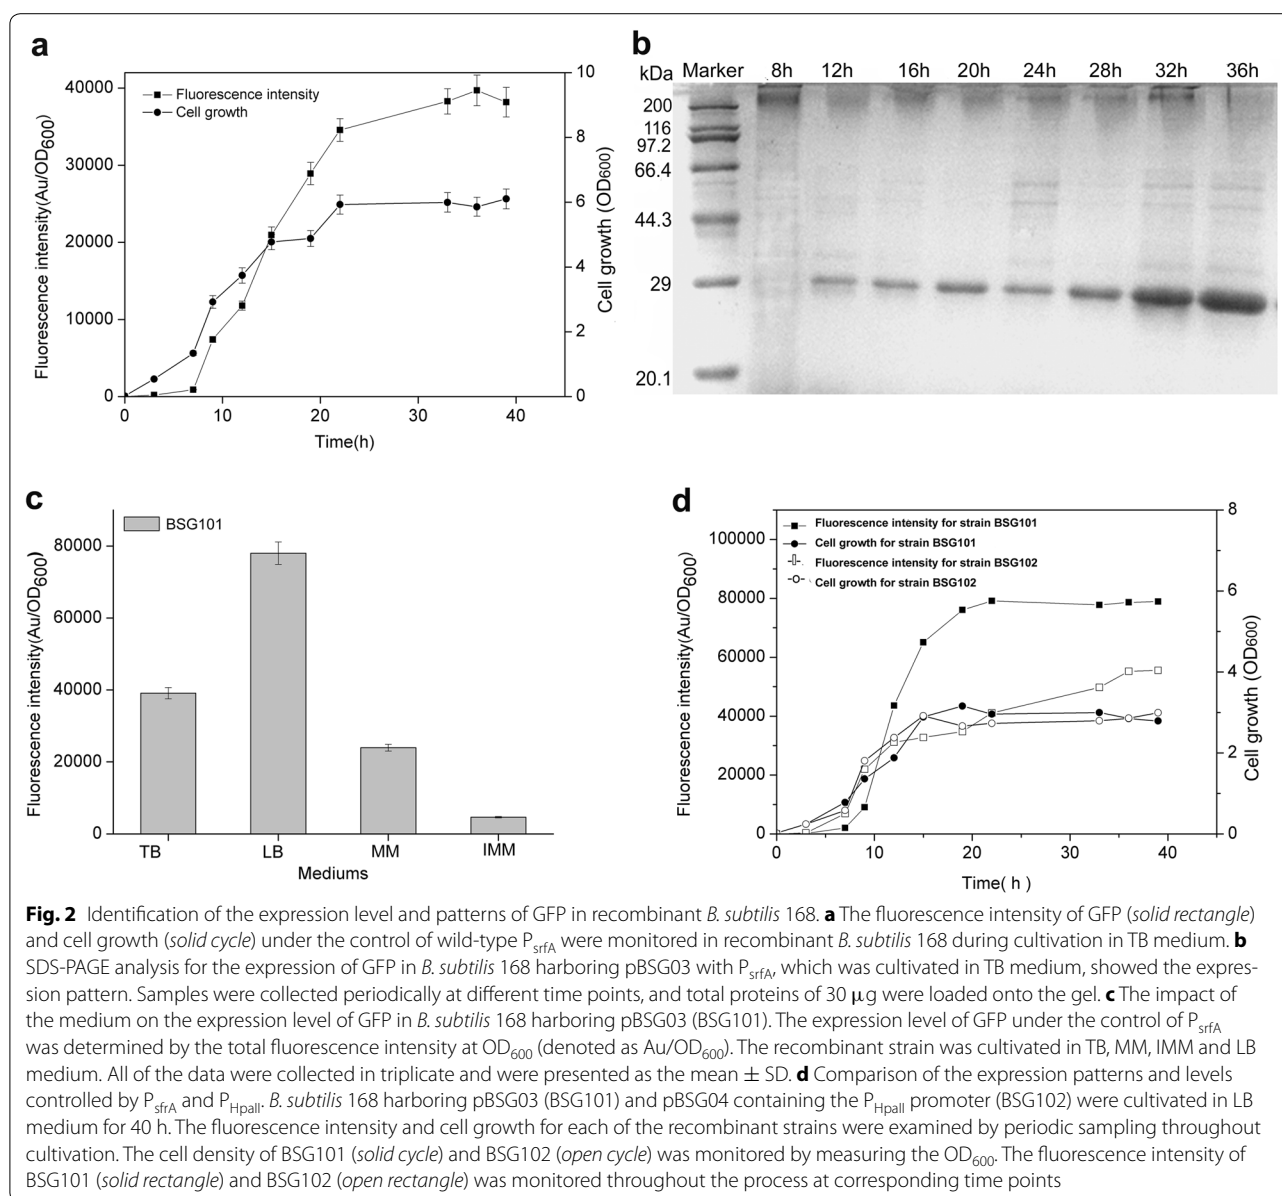 a
Fluorescence intensity(Au/OD600)
40000
30000
20000
10000
0
Fluorescence intensity
Cell growth
10
8
6
4
2
0
Cell growth (OD600)
0 10 20 30 40
Time(h)
b
kDa Marker 8h 12h 16h 20h 24h 28h 32h 36h
200
116
97.2
66.4
44.3
29
20.1
c
BSG101
Fluorescence intensity(Au/OD600)
80000
60000
40000
20000
0
TB LB MM IMM
Mediums
d
Fluorescence intensity for strain BSG101
Cell growth for strain BSG101
Fluorescence intensity for strain BSG102
Cell growth for strain BSG102
Fluorescence intensity(Au/OD600)
100000
80000
60000
40000
20000
0
8
6
4
2
0
Cell growth (OD600)
0 10 20 30 40
Time( h )
Fig. 2 Identification of the expression level and patterns of GFP in recombinant B. subtilis 168. a The fluorescence intensity of GFP (solid rectangle)
and cell growth (solid cycle) under the control of wild-type PsrfA were monitored in recombinant B. subtilis 168 during cultivation in TB medium. b
SDS-PAGE analysis for the expression of GFP in B. subtilis 168 harboring pBSG03 with PsrfA, which was cultivated in TB medium, showed the expres-
sion pattern. Samples were collected periodically at different time points, and total proteins of 30 μg were loaded onto the gel. c The impact of
the medium on the expression level of GFP in B. subtilis 168 harboring pBSG03 (BSG101). The expression level of GFP under the control of PsrfA
was determined by the total fluorescence intensity at OD600 (denoted as Au/OD600). The recombinant strain was cultivated in TB, MM, IMM and LB
medium. All of the data were collected in triplicate and were presented as the mean ± SD. d Comparison of the expression patterns and levels
controlled by PsfrA and PHpaII. B. subtilis 168 harboring pBSG03 (BSG101) and pBSG04 containing the PHpaII promoter (BSG102) were cultivated in LB
medium for 40 h. The fluorescence intensity and cell growth for each of the recombinant strains were examined by periodic sampling throughout
cultivation. The cell density of BSG101 (solid cycle) and BSG102 (open cycle) was monitored by measuring the OD600. The fluorescence intensity of
BSG101 (solid rectangle) and BSG102 (open rectangle) was monitored throughout the process at corresponding time points